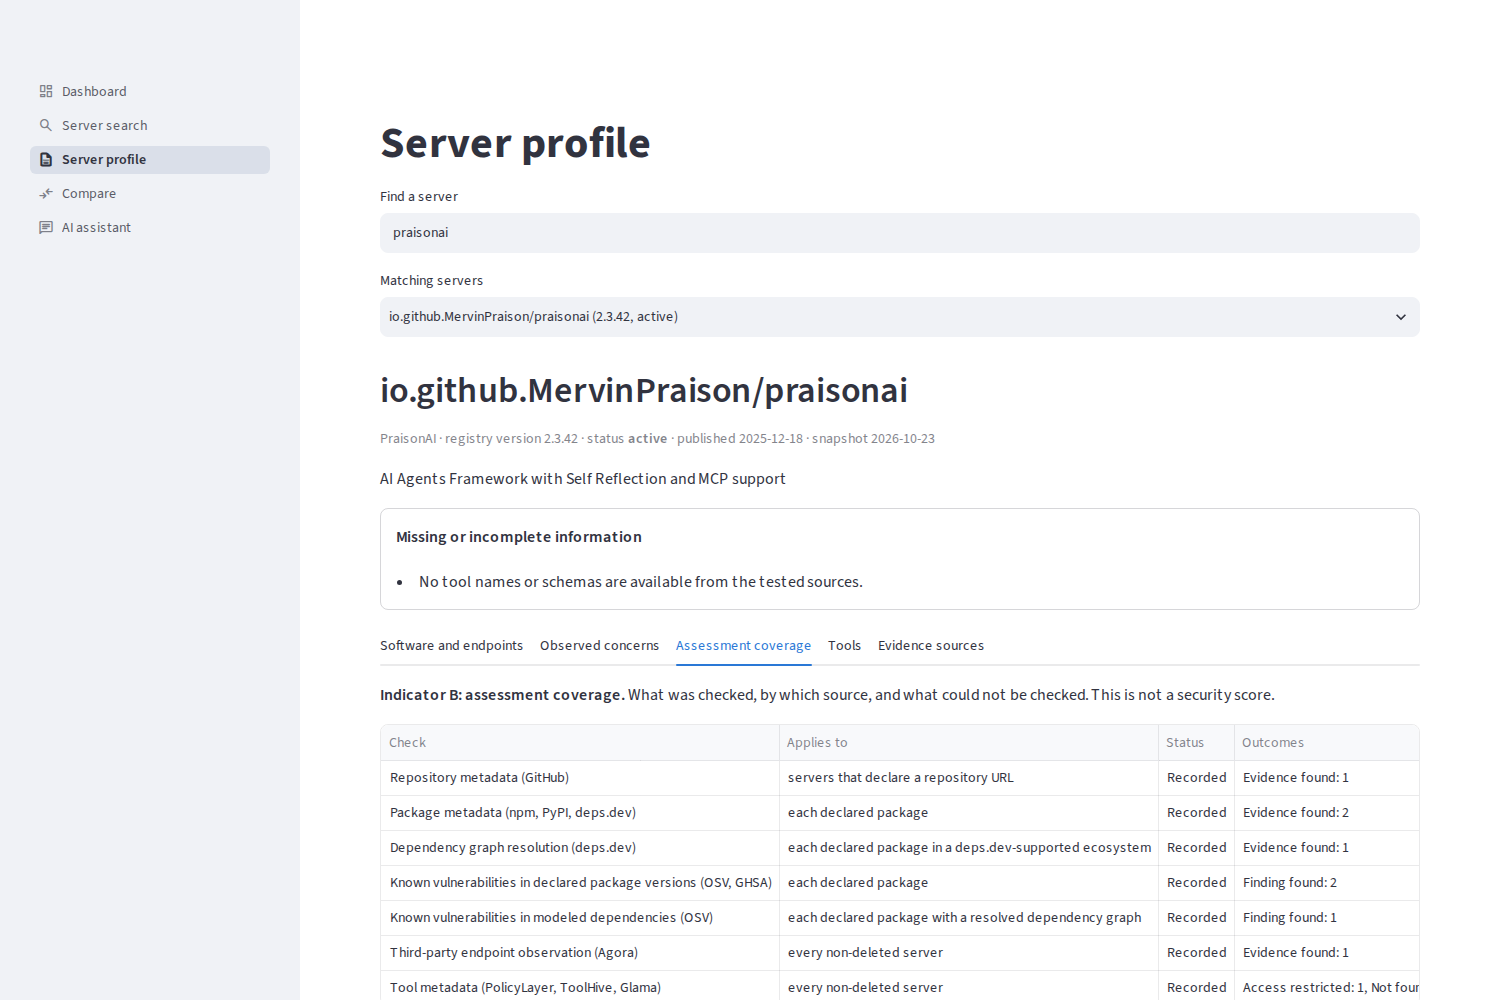 Dashboard
Server search
Server profile
Compare
AI assistant
Server profile
Find a server
praisonai
Matching servers
io.github.MervinPraison/praisonai (2.3.42, active)
io.github.MervinPraison/praisonai
PraisonAI · registry version 2.3.42 · status active · published 2025-12-18 · snapshot 2026-10-23
AI Agents Framework with Self Reflection and MCP support
Missing or incomplete information
• No tool names or schemas are available from the tested sources.
Software and endpoints Observed concerns Assessment coverage Tools Evidence sources
Indicator B: assessment coverage. What was checked, by which source, and what could not be checked. This is not a security score.
Check Applies to Status Outcomes
Repository metadata (GitHub) servers that declare a repository URL Recorded Evidence found: 1
Package metadata (npm, PyPI, deps.dev) each declared package Recorded Evidence found: 2
Dependency graph resolution (deps.dev) each declared package in a deps.dev-supported ecosystem Recorded Evidence found: 1
Known vulnerabilities in declared package versions (OSV, GHSA) each declared package Recorded Finding found: 2
Known vulnerabilities in modeled dependencies (OSV) each declared package with a resolved dependency graph Recorded Finding found: 1
Third-party endpoint observation (Agora) every non-deleted server Recorded Evidence found: 1
Tool metadata (PolicyLayer, ToolHive, Glama) every non-deleted server Recorded Access restricted: 1, Not